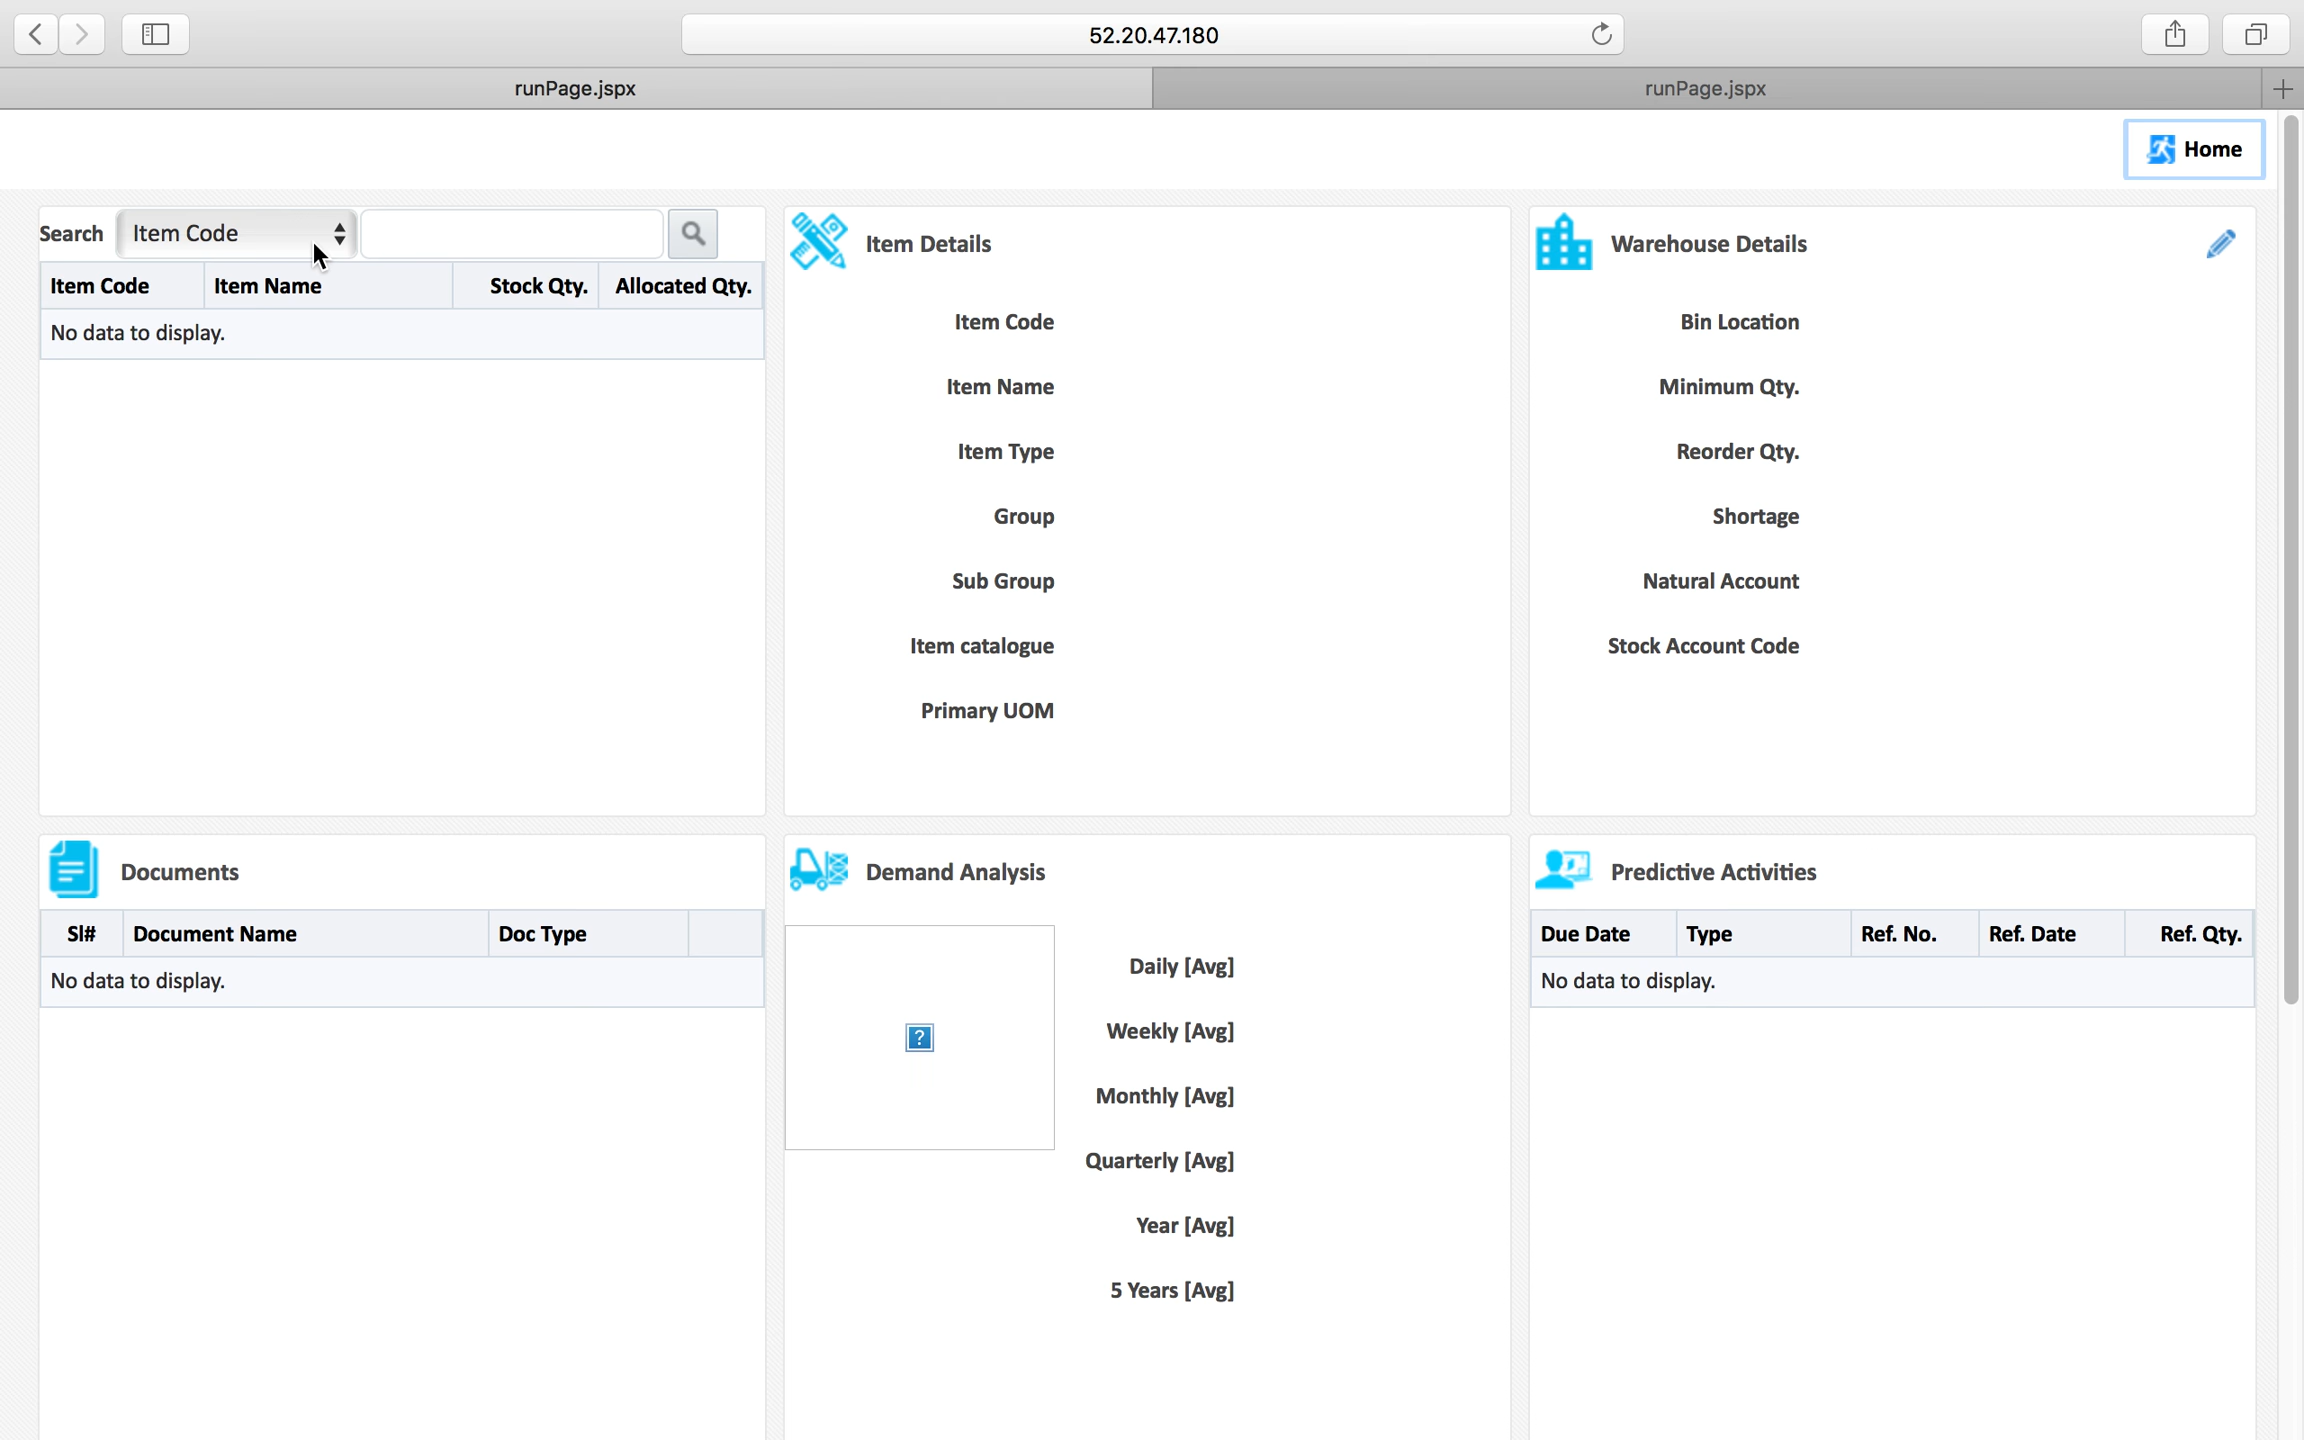 52.20.47.180
runPage.jspx
runPage.jspx
Home
Search Item Code
Item Code Item Name Stock Qty. Allocated Qty.
No data to display.
Item Details
Item Code
Item Name
Item Type
Group
Sub Group
Item catalogue
Primary UOM
Warehouse Details
Bin Location
Minimum Qty.
Reorder Qty.
Shortage
Natural Account
Stock Account Code
Documents
Sl# Document Name Doc Type
No data to display.
Demand Analysis
?
Daily [Avg]
Weekly [Avg]
Monthly [Avg]
Quarterly [Avg]
Year [Avg]
5 Years [Avg]
Predictive Activities
Due Date Type Ref. No. Ref. Date Ref. Qty.
No data to display.